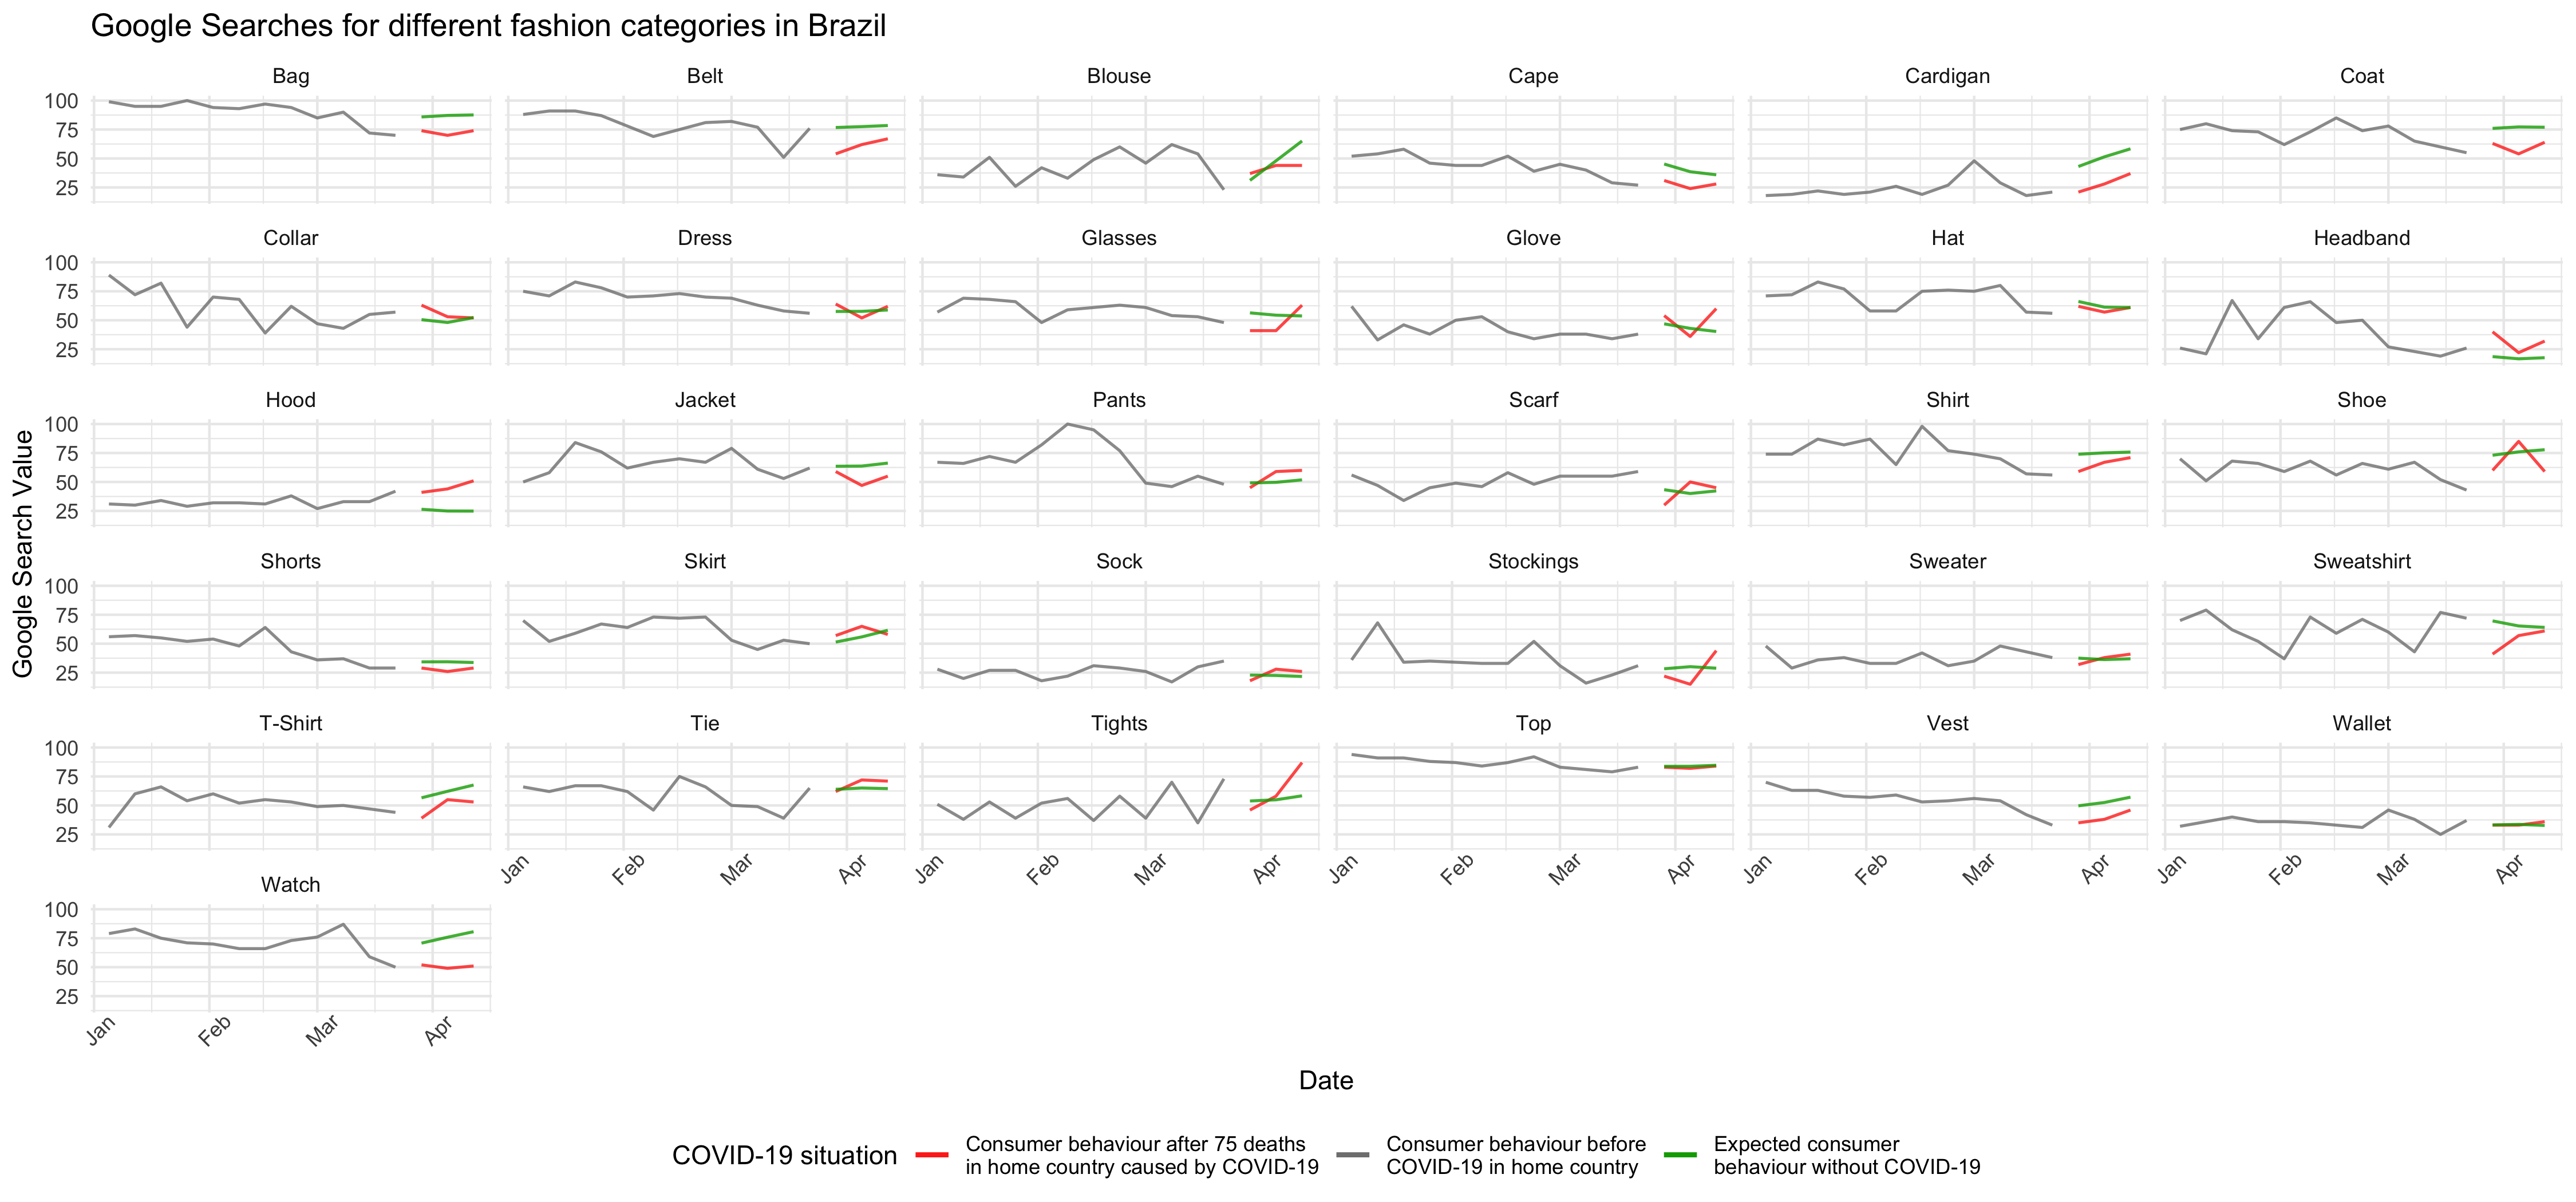 Google Searches for different fashion categories in Brazil
Bag Belt Blouse Cape Cardigan Coat
100
75
50
25
Collar Dress Glasses Glove Hat Headband
100
75
50
25
Hood Jacket Pants Scarf Shirt Shoe
100
75
50
25
Google Search Value
Shorts Skirt Sock Stockings Sweater Sweatshirt
100
75
50
25
T-Shirt Tie Tights Top Vest Wallet
100
75
50
25
Jan Feb Mar Apr Jan Feb Mar Apr Jan Feb Mar Apr Jan Feb Mar Apr Jan Feb Mar Apr
Watch
100
75
50
25
Jan Feb Mar Apr
Date
COVID-19 situation
Consumer behaviour after 75 deaths
in home country caused by COVID-19
Consumer behaviour before
COVID-19 in home country
Expected consumer
behaviour without COVID-19